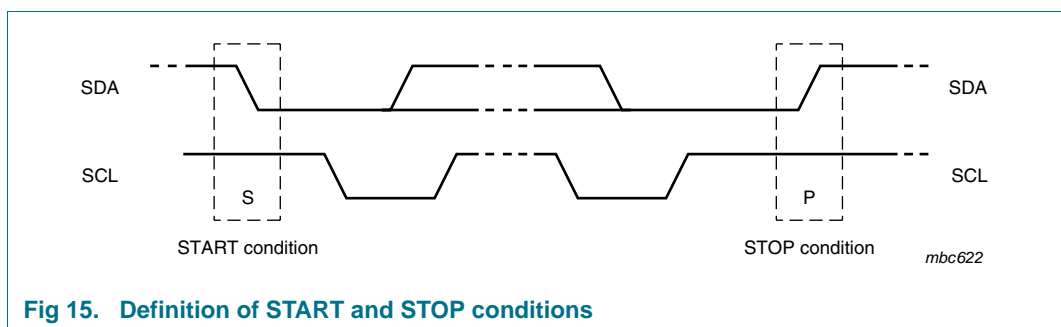 SDA SDA
SCL SCL
S P
START condition STOP condition
mbc622
Fig 15. Definition of START and STOP conditions